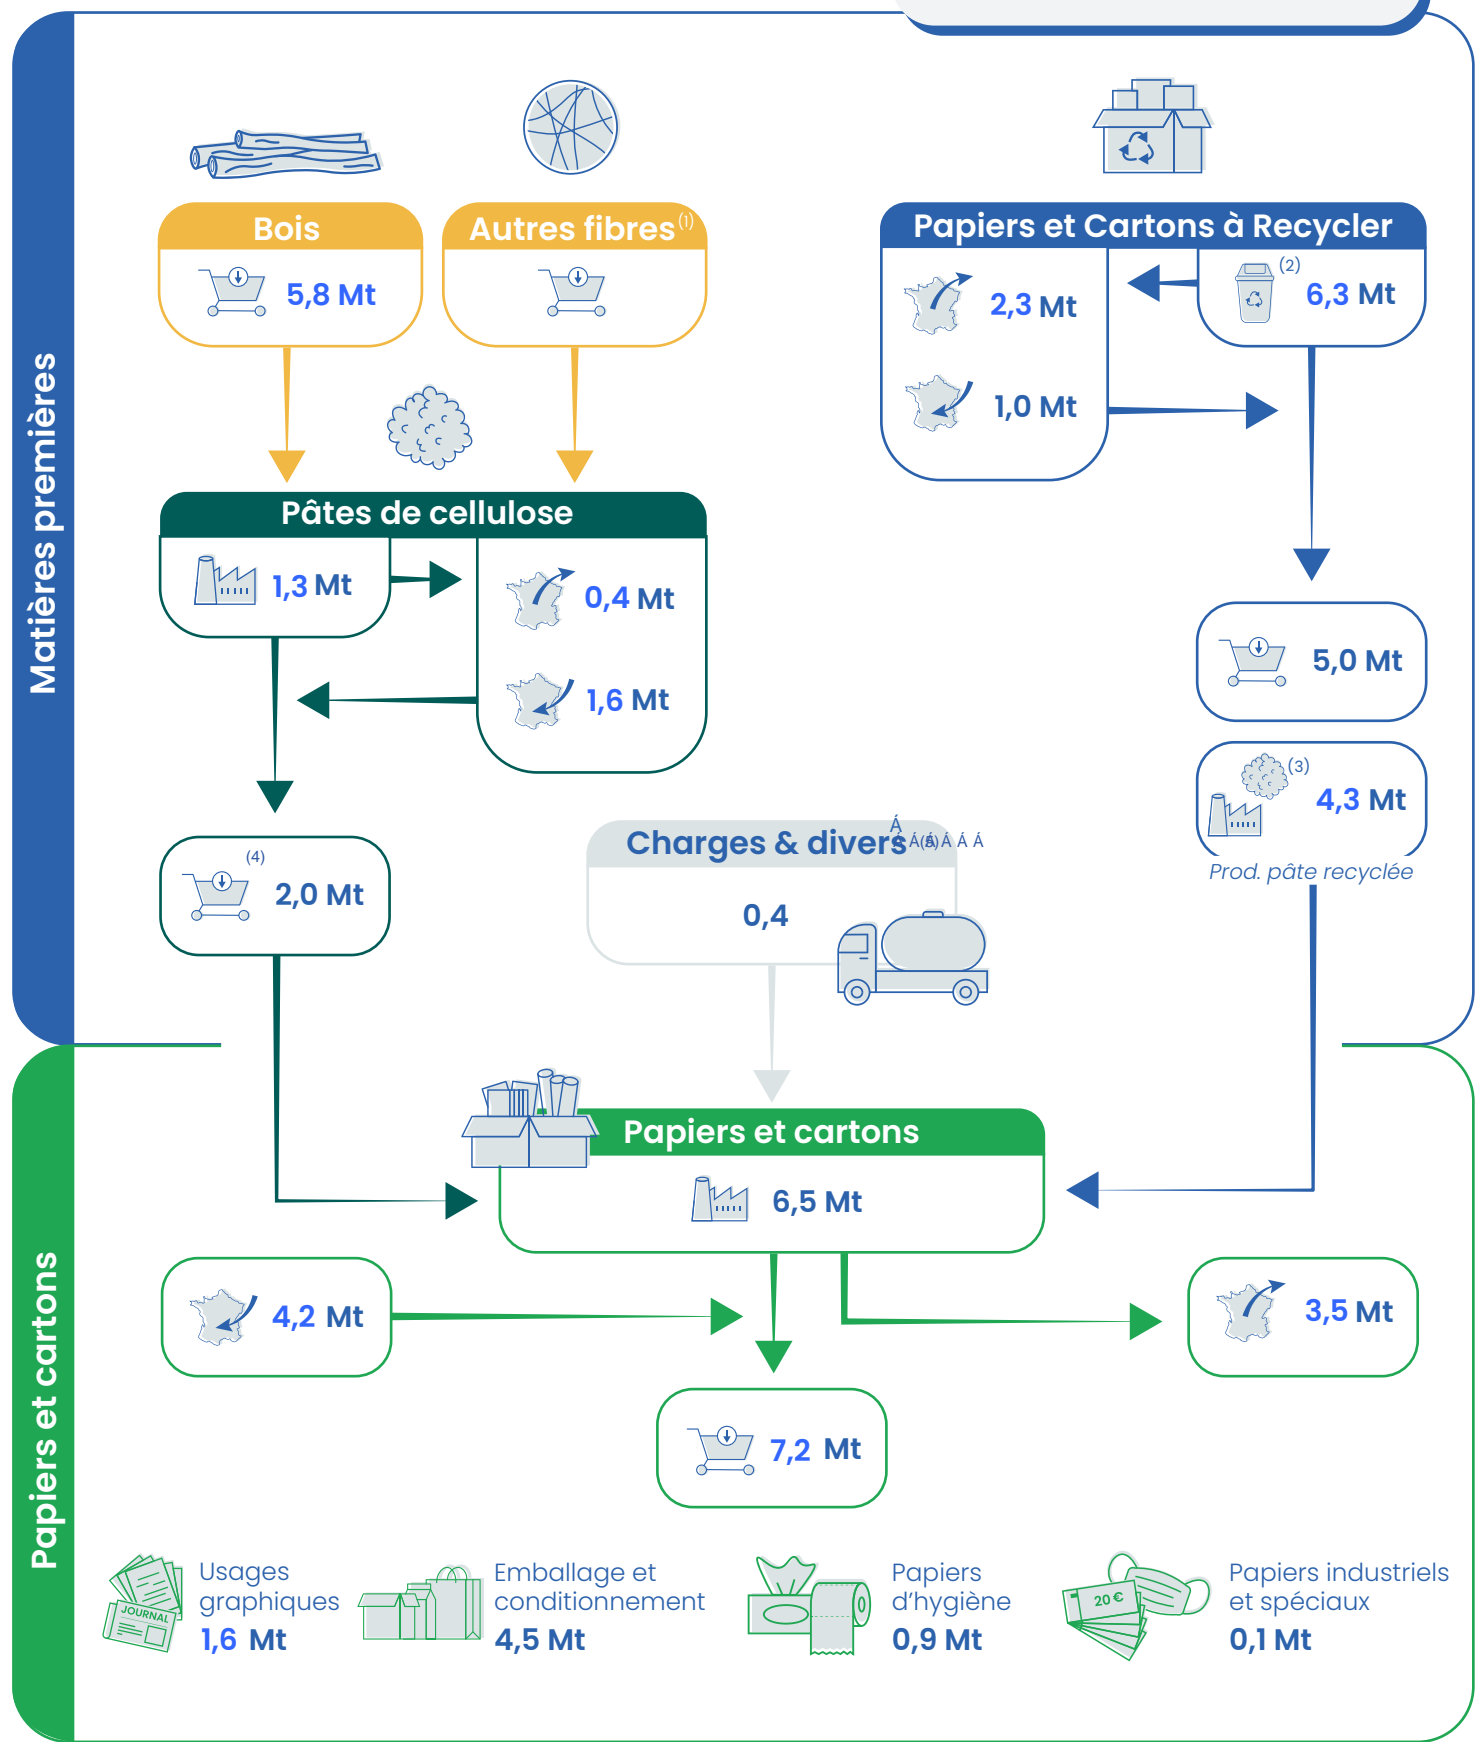 Matières premières
Bois
5,8 Mt
Autres fibres(1)
Papiers et Cartons à Recycler
2,3 Mt
1,0 Mt
(2)
6,3 Mt
Pâtes de cellulose
1,3 Mt
0,4 Mt
1,6 Mt
5,0 Mt
(3)
4,3 Mt
Prod. pâte recyclée
(4)
2,0 Mt
Charges & divers
0,4
Papiers et cartons
Papiers et cartons
6,5 Mt
4,2 Mt
3,5 Mt
7,2 Mt
JOURNAL
Usages
graphiques
1,6 Mt
Emballage et
conditionnement
4,5 Mt
Papiers
d’hygiène
0,9 Mt
20 €
Papiers industriels
et spéciaux
0,1 Mt